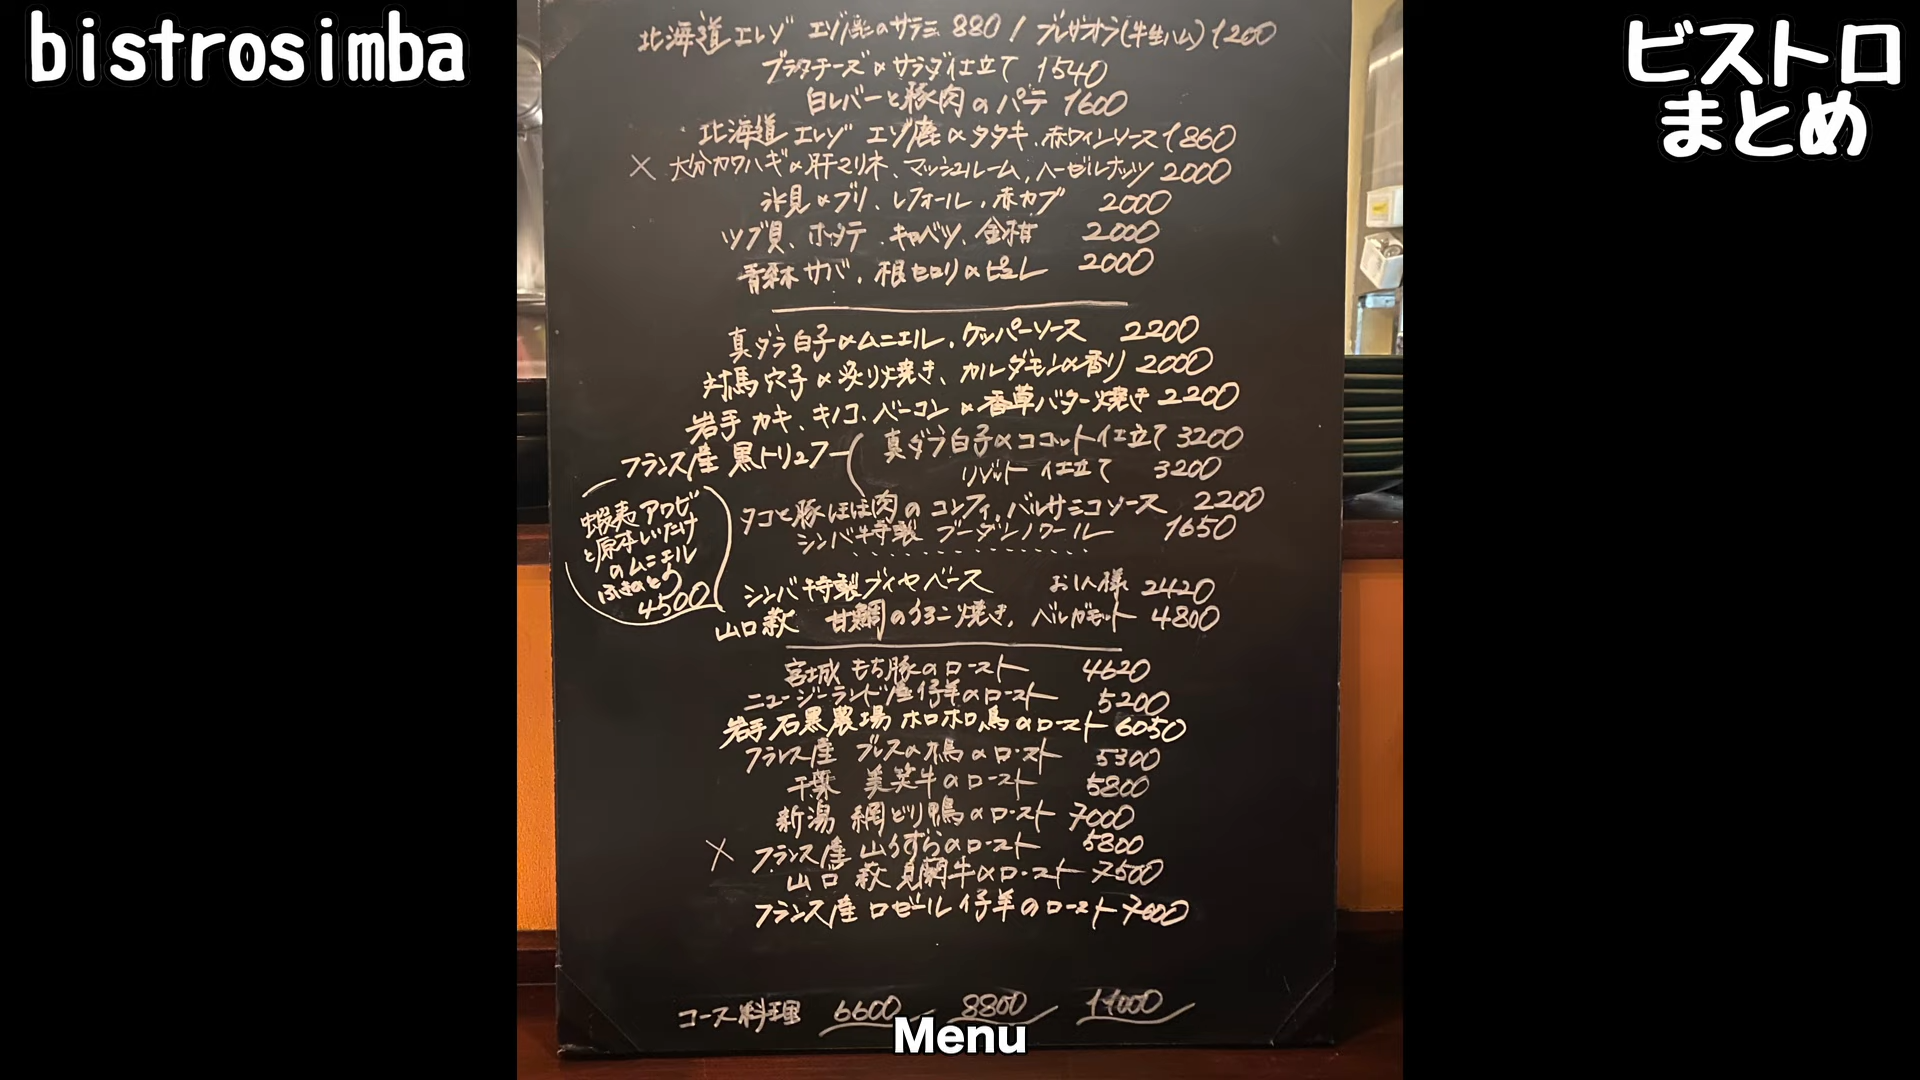 bistrosimba
ビストロ
まとめ
北海道 エレゾ エゾ鹿のサラミ 880 / ブレザオラ(牛生ハム) 1200
ブラタチーズのサラダ仕立て 1540
白レバーと豚肉のパテ 1600
北海道 エレゾ エゾ鹿のタタキ、赤ワインソース 1860
× 大分カワハギの肝マリネ、マッシュルーム、ヘーゼルナッツ 2000
氷見のブリ、レフォール、赤カブ 2000
ツブ貝、ホタテ、キャベツ、金柑 2000
青森サバ、根セロリのピュレ 2000
真ダラ白子のムニエル、ケッパーソース 2200
対馬 穴子の炙り焼き、カルダモンの香り 2000
岩手 カキ、キノコ、ベーコンの香草バター焼き 2200
フランス産 黒トリュフ 真ダラ白子のココット仕立て 3200
リゾット仕立て 3200
タコと豚ほほ肉のコンフィ、バルサミコソース 2200
シンバ特製 ブーダンノワール 1650
蝦夷アワビ
と原木しいたけ
のムニエル
ふきのとう
4500
シンバ特製ブイヤベース お1人様 2420
山口 萩 甘鯛のうろこ焼き、ベルガモット 4800
宮城 もち豚のロースト 4620
ニュージーランド産 仔羊のロースト 5200
岩手 石黒農場 ホロホロ鳥のロースト 6050
フランス産 ブレスの鳩のロースト 5300
千葉 美笑牛のロースト 5800
新潟 網どり鴨のロースト 7000
× フランス産 山うずらのロースト 5800
山口 萩 見蘭牛のロースト 7500
フランス産 ロゼール仔羊のロースト 7000
コース料理 6600 8800 11000
Menu